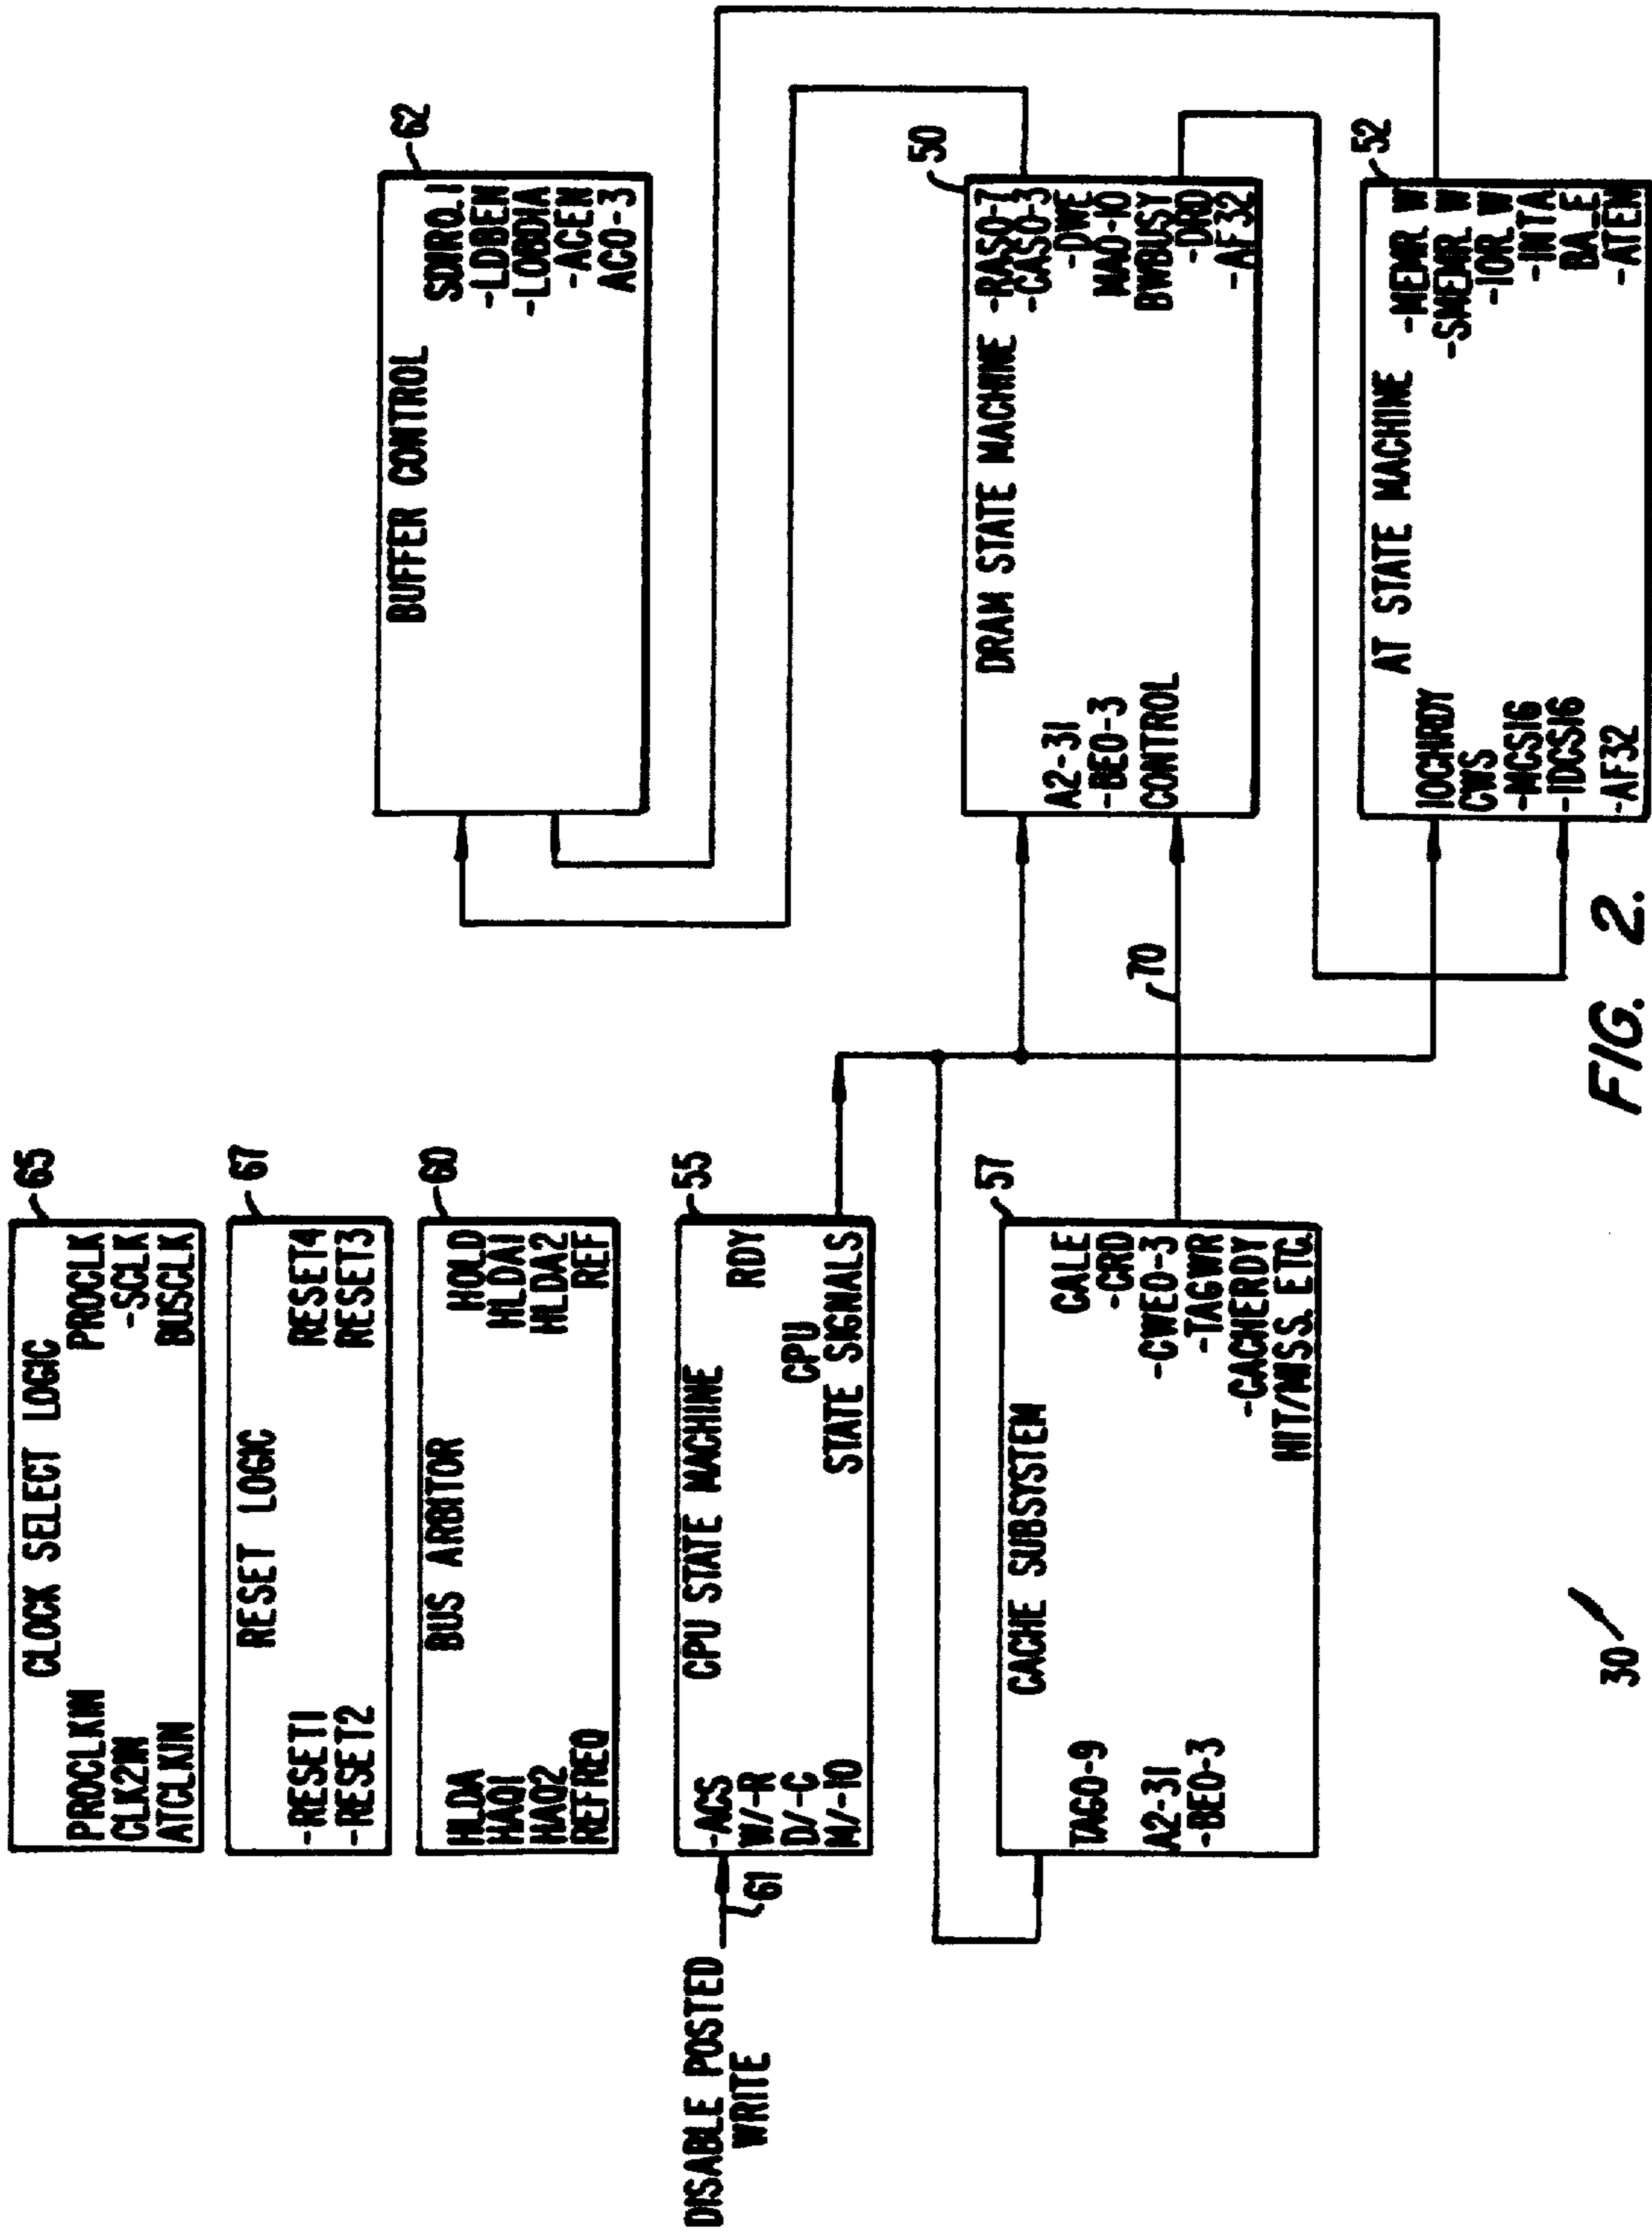 65
CLOCK SELECT LOGIC
PROCLKIN
CLK2IN
ATCLKIN
PROCLK
-SCLK
BUSCLK
67
RESET LOGIC
-RESET1
-RESET2
RESET4
RESET3
60
BUS ARBITOR
HLDA
HAQ1
HAQ2
REFREQ
HOLD
HLDA1
HLDA2
REF
DISABLE POSTED
WRITE
61
55
CPU STATE MACHINE
-ACS
W/-R
D/-C
M/-IO
RDY
CPU
STATE SIGNALS
57
CACHE SUBSYSTEM
TAG0-9
A2-31
-BE0-3
CALE
-CRD
-CWE0-3
-TAGWR
-CACHERDY
HIT/MISS. ETC.
70
62
BUFFER CONTROL
SDIR0.1
-LDBEN
-LOBDIA
-ACEN
AC0-3
50
DRAM STATE MACHINE
A2-31
-BE0-3
CONTROL
-RAS0-7
-CAS0-3
-DWE
MA0-10
BWBUSY
-DRD
-AF32
52
AT STATE MACHINE
IOCHRDY
CWS
-MCS16
-IDCS16
-AF32
-MEMR W
-SMEMR W
-IOR W
-INTA
BA_E
-ATEN
30
FIG. 2.